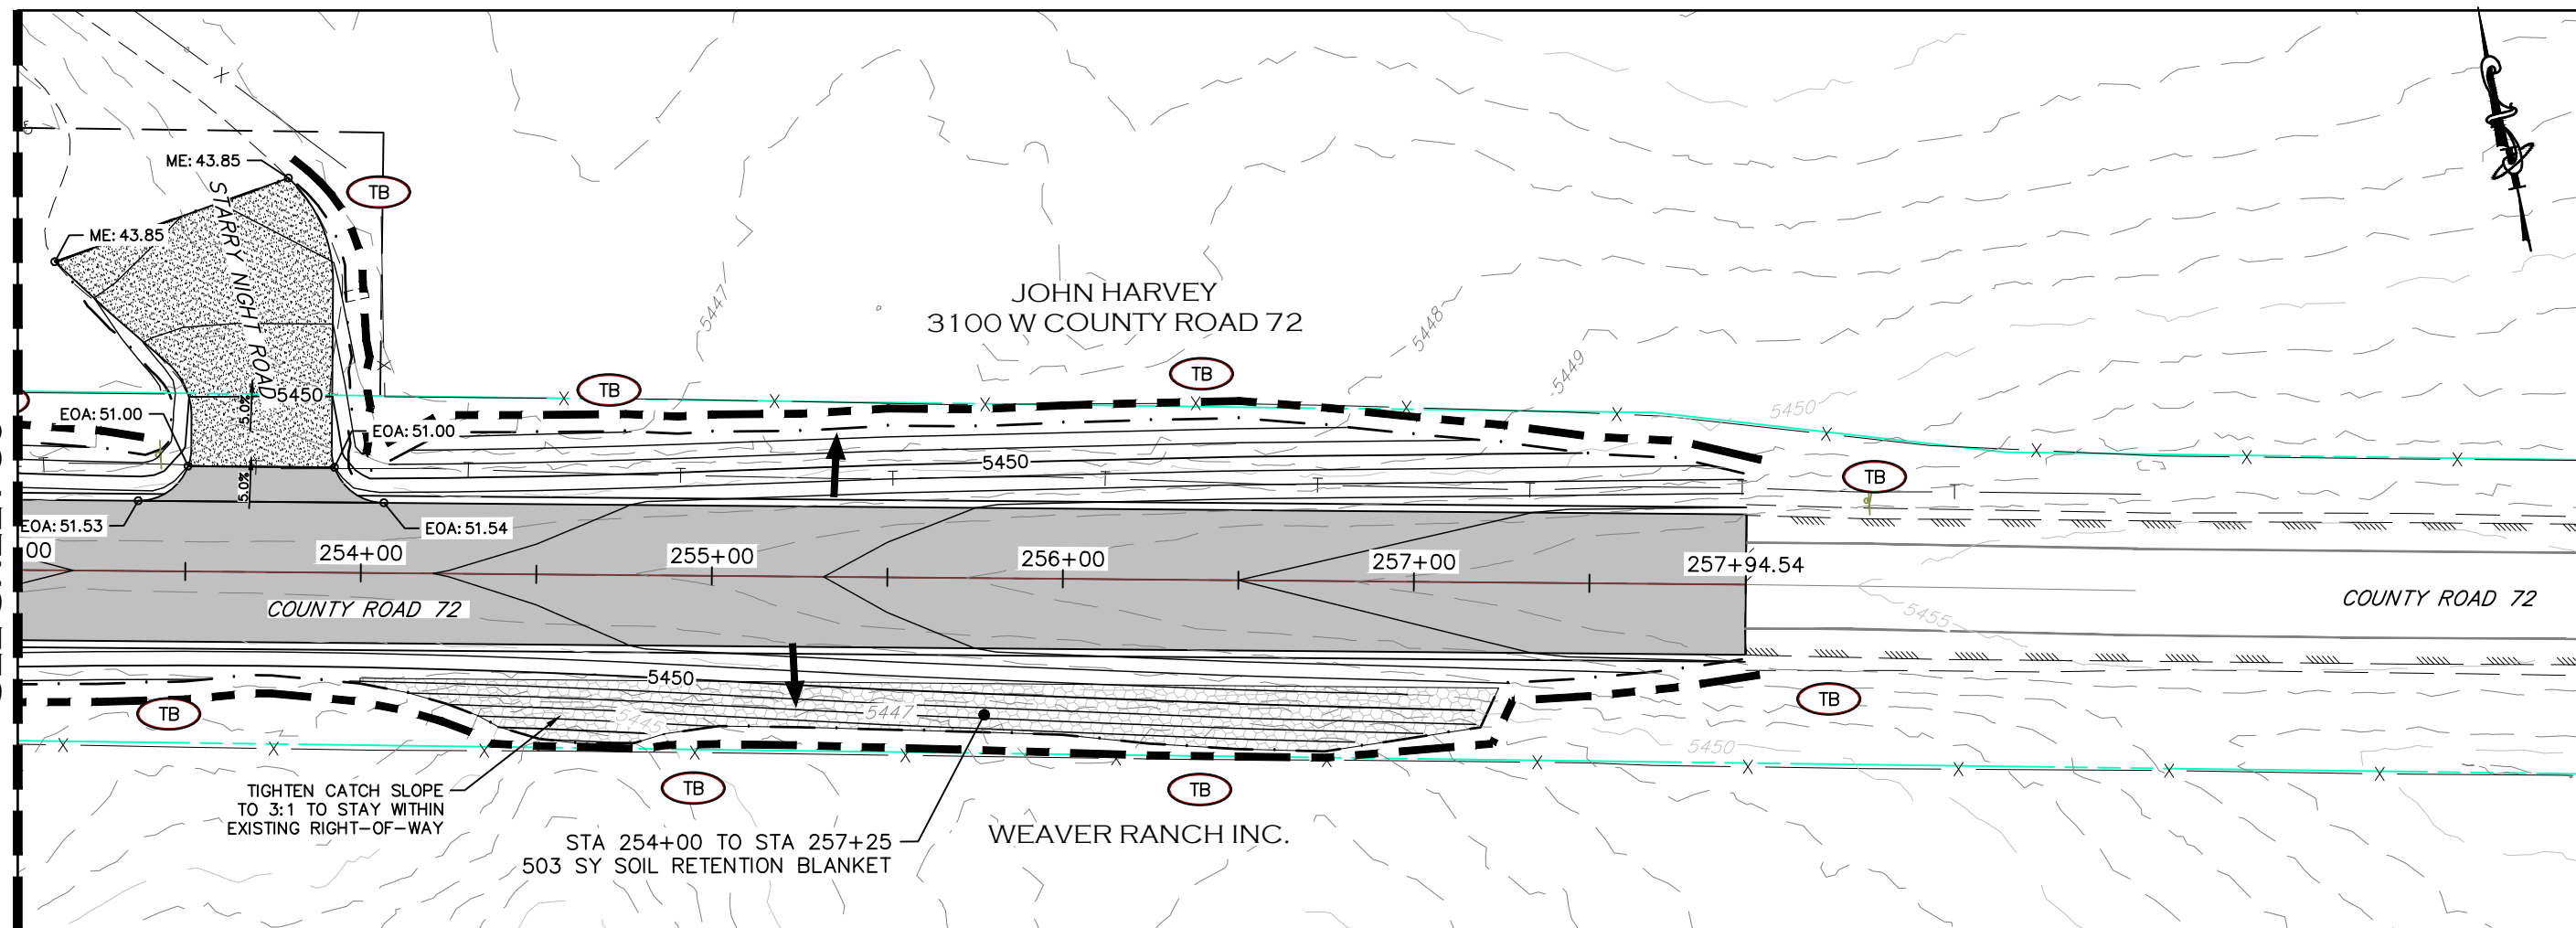 ME: 43.85
TB
ME: 43.85
STARRY NIGHT ROAD
5447
JOHN HARVEY
3100 W COUNTY ROAD 72
5448
5449
TB
TB
5450
5.0%
EOA: 51.00
EOA: 51.00
5450
5450
5.0%
TB
EOA: 51.53
EOA: 51.54
00
254+00
255+00
256+00
257+00
257+94.54
COUNTY ROAD 72
COUNTY ROAD 72
5455
5450
TB
5445
5447
TB
5450
TIGHTEN CATCH SLOPE
TO 3:1 TO STAY WITHIN
EXISTING RIGHT-OF-WAY
TB
TB
STA 254+00 TO STA 257+25
503 SY SOIL RETENTION BLANKET
WEAVER RANCH INC.